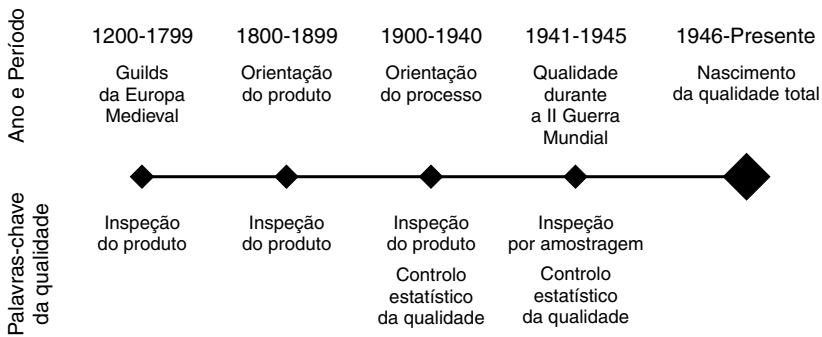 Ano e Período
1200-1799
Guilds
da Europa
Medieval
1800-1899
Orientação
do produto
1900-1940
Orientação
do processo
1941-1945
Qualidade
durante
a II Guerra
Mundial
1946-Presente
Nascimento
da qualidade total
Palavras-chave
da qualidade
Inspeção
do produto
Inspeção
do produto
Inspeção
do produto
Controlo
estatístico
da qualidade
Inspeção
por amostragem
Controlo
estatístico
da qualidade